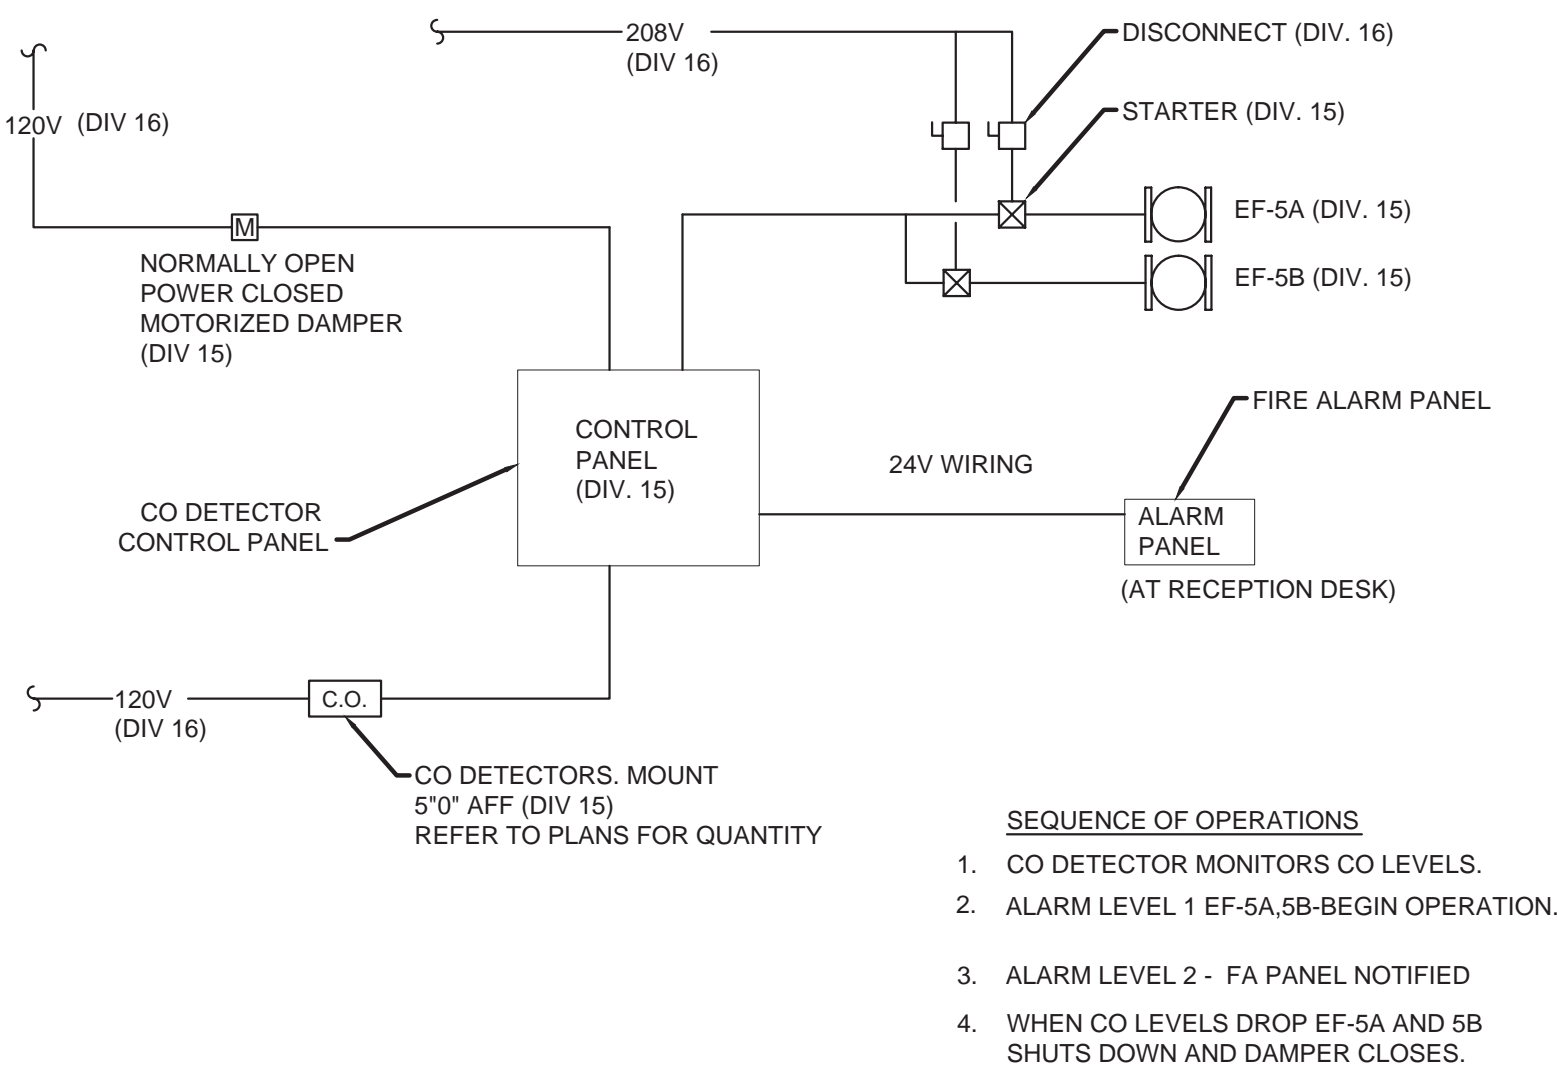 208V
(DIV 16)
DISCONNECT (DIV. 16)
120V (DIV 16)
STARTER (DIV. 15)
EF-5A (DIV. 15)
EF-5B (DIV. 15)
M
NORMALLY OPEN
POWER CLOSED
MOTORIZED DAMPER
(DIV 15)
CONTROL
PANEL
(DIV. 15)
FIRE ALARM PANEL
24V WIRING
CO DETECTOR
CONTROL PANEL
ALARM
PANEL
(AT RECEPTION DESK)
120V
(DIV 16)
C.O.
CO DETECTORS. MOUNT
5"0" AFF (DIV 15)
REFER TO PLANS FOR QUANTITY
SEQUENCE OF OPERATIONS
1. CO DETECTOR MONITORS CO LEVELS.
2. ALARM LEVEL 1 EF-5A,5B-BEGIN OPERATION.
3. ALARM LEVEL 2 - FA PANEL NOTIFIED
4. WHEN CO LEVELS DROP EF-5A AND 5B
SHUTS DOWN AND DAMPER CLOSES.